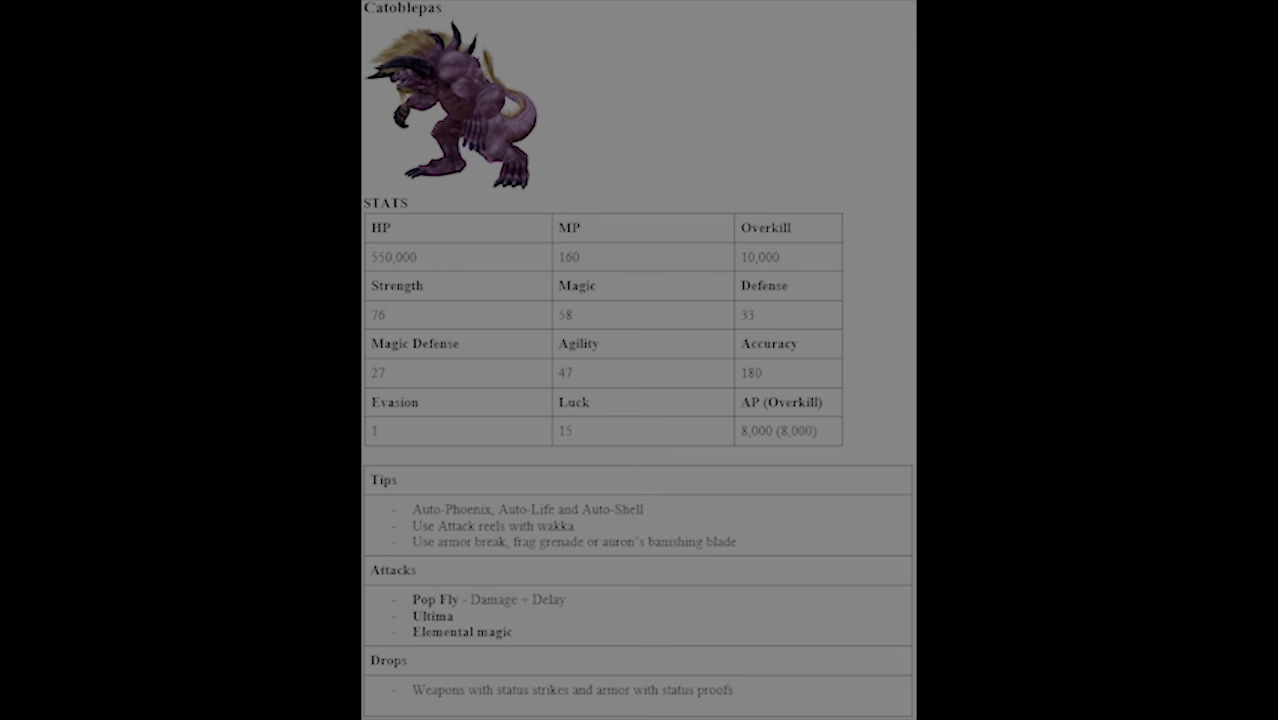 Catoblepas
STATS
HP MP Overkill
550,000 160 10,000
Strength Magic Defense
76 58 33
Magic Defense Agility Accuracy
27 47 180
Evasion Luck AP (Overkill)
1 15 8,000 (8,000)
Tips
- Auto-Phoenix, Auto-Life and Auto-Shell
- Use Attack reels with wakka
- Use armor break, frag grenade or auron´s banishing blade
Attacks
- Pop Fly - Damage + Delay
- Ultima
- Elemental magic
Drops
- Weapons with status strikes and armor with status proofs